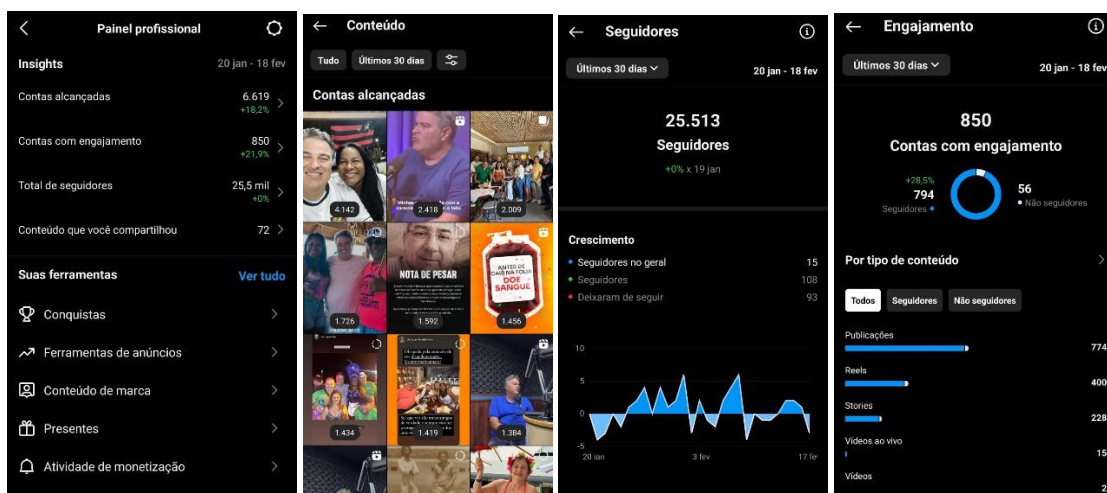 Painel profissional
Insights
20 jan - 18 fev
Contas alcançadas
6.619
+18,2%
Contas com engajamento
850
+21,9%
Total de seguidores
25,5 mil
+0%
Conteúdo que você compartilhou
72
Suas ferramentas
Ver tudo
Conquistas
Ferramentas de anúncios
Conteúdo de marca
Presentes
Atividade de monetização
Conteúdo
Tudo
Últimos 30 dias
Contas alcançadas
4.142
2.418
2.009
NOTA DE PESAR
ANTES DE
CAIR NA FOLIA
DOE
SANGUE
1.726
1.592
1.456
1.434
1.419
1.384
Seguidores
Últimos 30 dias
20 jan - 18 fev
25.513
Seguidores
+0% x 19 jan
Crescimento
Seguidores no geral
15
Seguidores
108
Deixaram de seguir
93
10
5
0
-5
20 jan
3 fev
17 fev
Engajamento
Últimos 30 dias
20 jan - 18 fev
850
Contas com engajamento
+28,5%
794
Seguidores
56
Não seguidores
Por tipo de conteúdo
Todos
Seguidores
Não seguidores
Publicações
774
Reels
400
Stories
228
Vídeos ao vivo
15
Vídeos
2